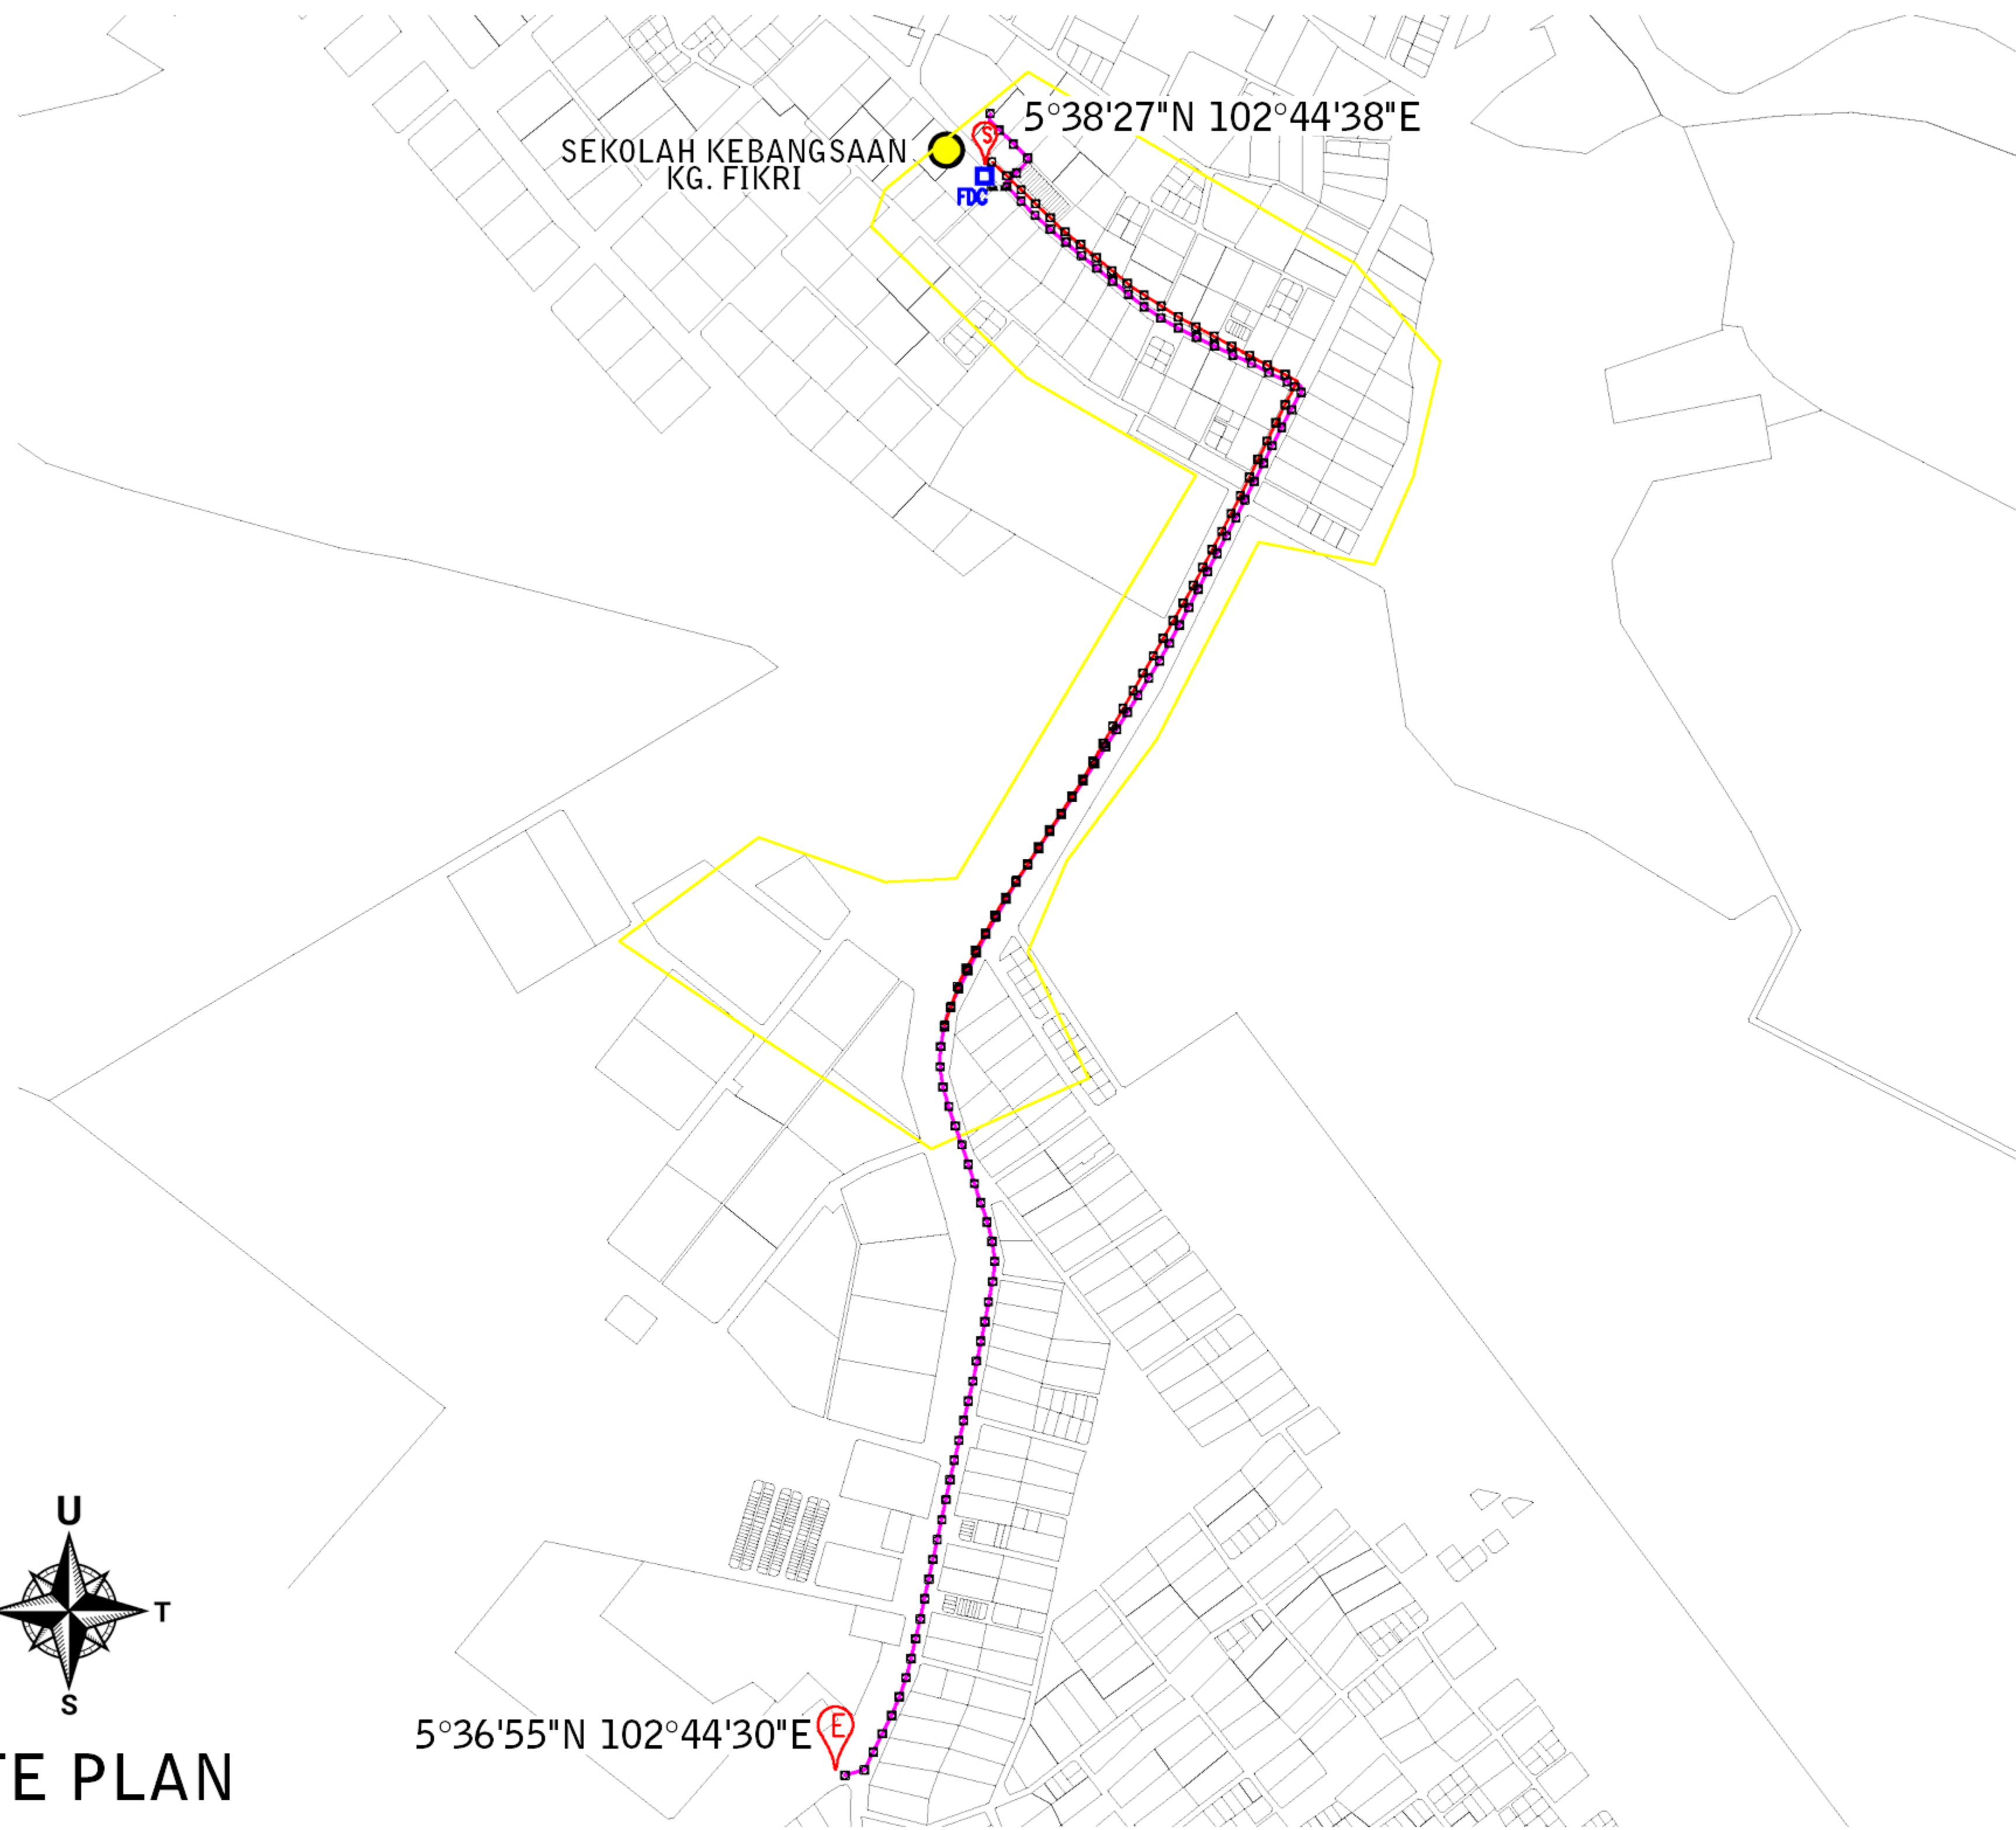 5°38'27"N 102°44'38"E
S
SEKOLAH KEBANGSAAN
KG. FIKRI
FDC
U
T
S
5°36'55"N 102°44'30"E
E
TE PLAN